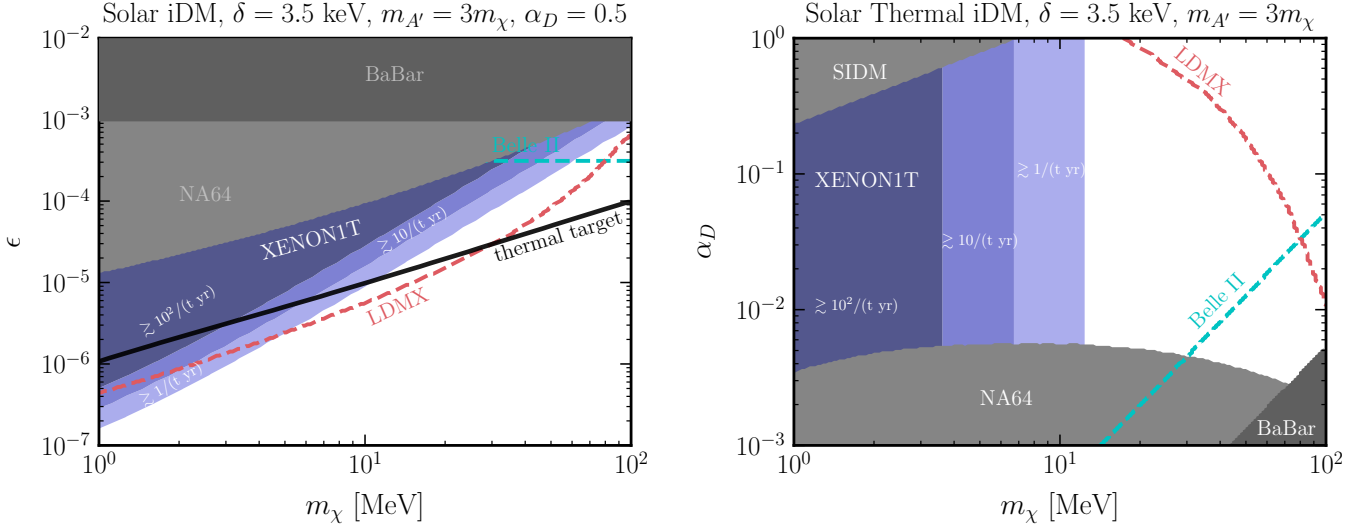 Solar iDM, δ = 3.5 keV, m_{A′} = 3m_χ, α_D = 0.5
10^{-2}
10^{-3}
10^{-4}
10^{-5}
10^{-6}
10^{-7}
ϵ
BaBar
Belle II
NA64
XENON1T
≳ 10/(t yr)
thermal target
≳ 10²/(t yr)
LDMX
≳ 1/(t yr)
10^0
10^1
10^2
m_χ [MeV]
Solar Thermal iDM, δ = 3.5 keV, m_{A′} = 3m_χ
10^0
10^{-1}
10^{-2}
10^{-3}
α_D
SIDM
LDMX
XENON1T
≳ 1/(t yr)
≳ 10/(t yr)
≳ 10²/(t yr)
Belle II
NA64
BaBar
10^0
10^1
10^2
m_χ [MeV]